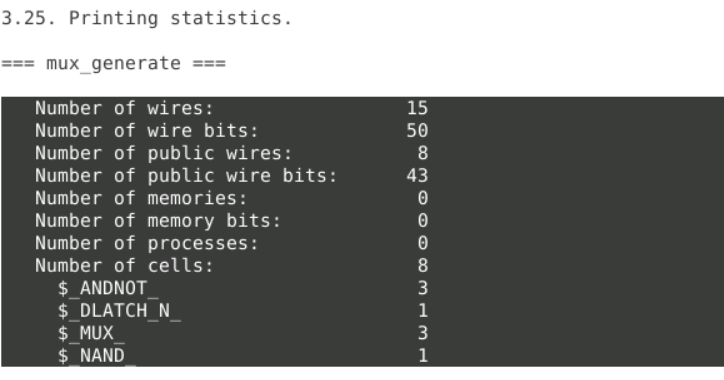 3.25. Printing statistics.
=== mux_generate ===
Number of wires: 15
Number of wire bits: 50
Number of public wires: 8
Number of public wire bits: 43
Number of memories: 0
Number of memory bits: 0
Number of processes: 0
Number of cells: 8
$_ANDNOT_ 3
$_DLATCH_N_ 1
$_MUX_ 3
$_NAND_ 1